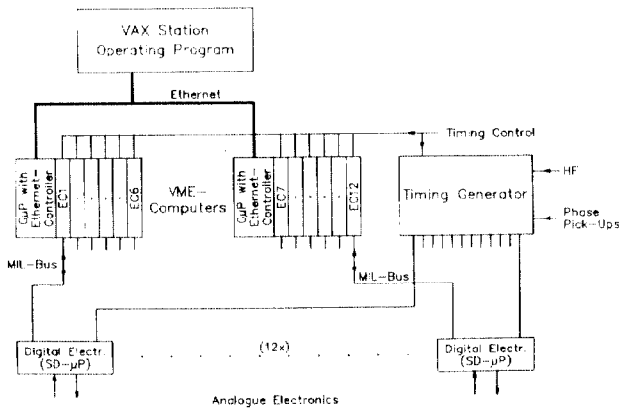 VAX Station
Operating Program
Ethernet
Timing Control
GμP with
Ethernet-
Controller
EC1
EC6
VME-
Computers
GμP with
Ethernet-
Controller
EC7
EC12
Timing Generator
HF
Phase
Pick-Ups
MIL-Bus
MIL-Bus
Digital Electr.
(SD-μP)
(12x)
Digital Electr.
(SD-μP)
Analogue Electronics